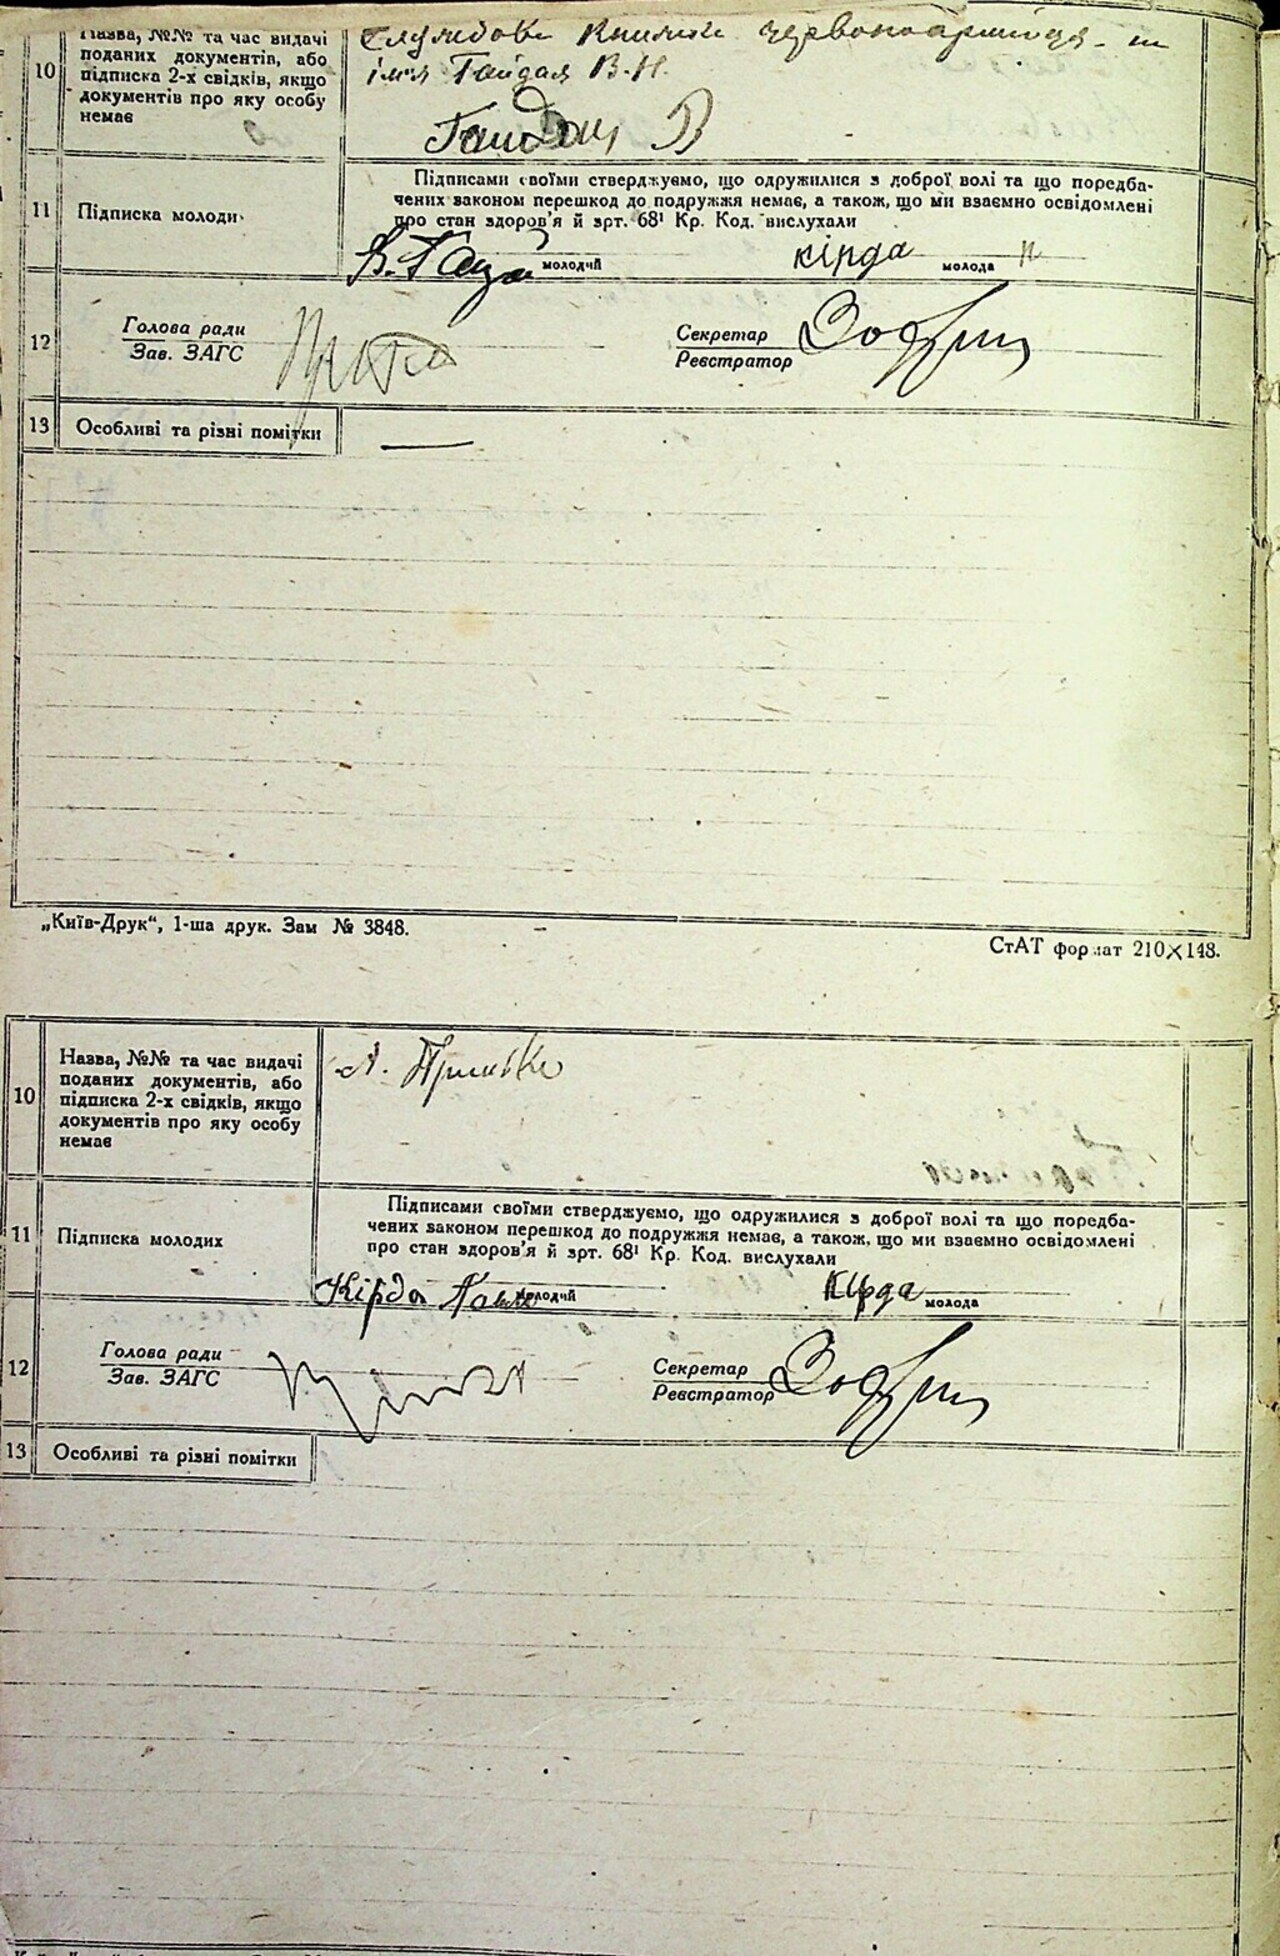 10
Назва, №№ та час видачі
поданих документів, або
підписка 2-х свідків, якщо
документів про яку особу
немає
Службова книжка червоноармійця на
ім'я Гайдая В.Н.
11
Підписка молоди
Підписами своїми стверджуємо, що одружилися з доброї волі та що поредба-
чених законом перешкод до подружжя немає, а також, що ми взаємно освідомлені
про стан здоров'я й зрт. 68¹ Кр. Код. вислухали
В. Гайдай молодий
кірда молода п
12
Голова ради
Зав. ЗАГС
Секретар
Реєстратор
13
Особливі та різні помітки
„Київ-Друк“, 1-ша друк. Зам № 3848.
СтАТ формат 210×148.
10
Назва, №№ та час видачі
поданих документів, або
підписка 2-х свідків, якщо
документів про яку особу
немає
11
Підписка молодих
Підписами своїми стверджуємо, що одружилися з доброї волі та що поредба-
чених законом перешкод до подружжя немає, а також, що ми взаємно освідомлені
про стан здоров'я й зрт. 68¹ Кр. Код. вислухали
Кірда молодий
Кірда молода
12
Голова ради
Зав. ЗАГС
Секретар
Реєстратор
13
Особливі та різні помітки